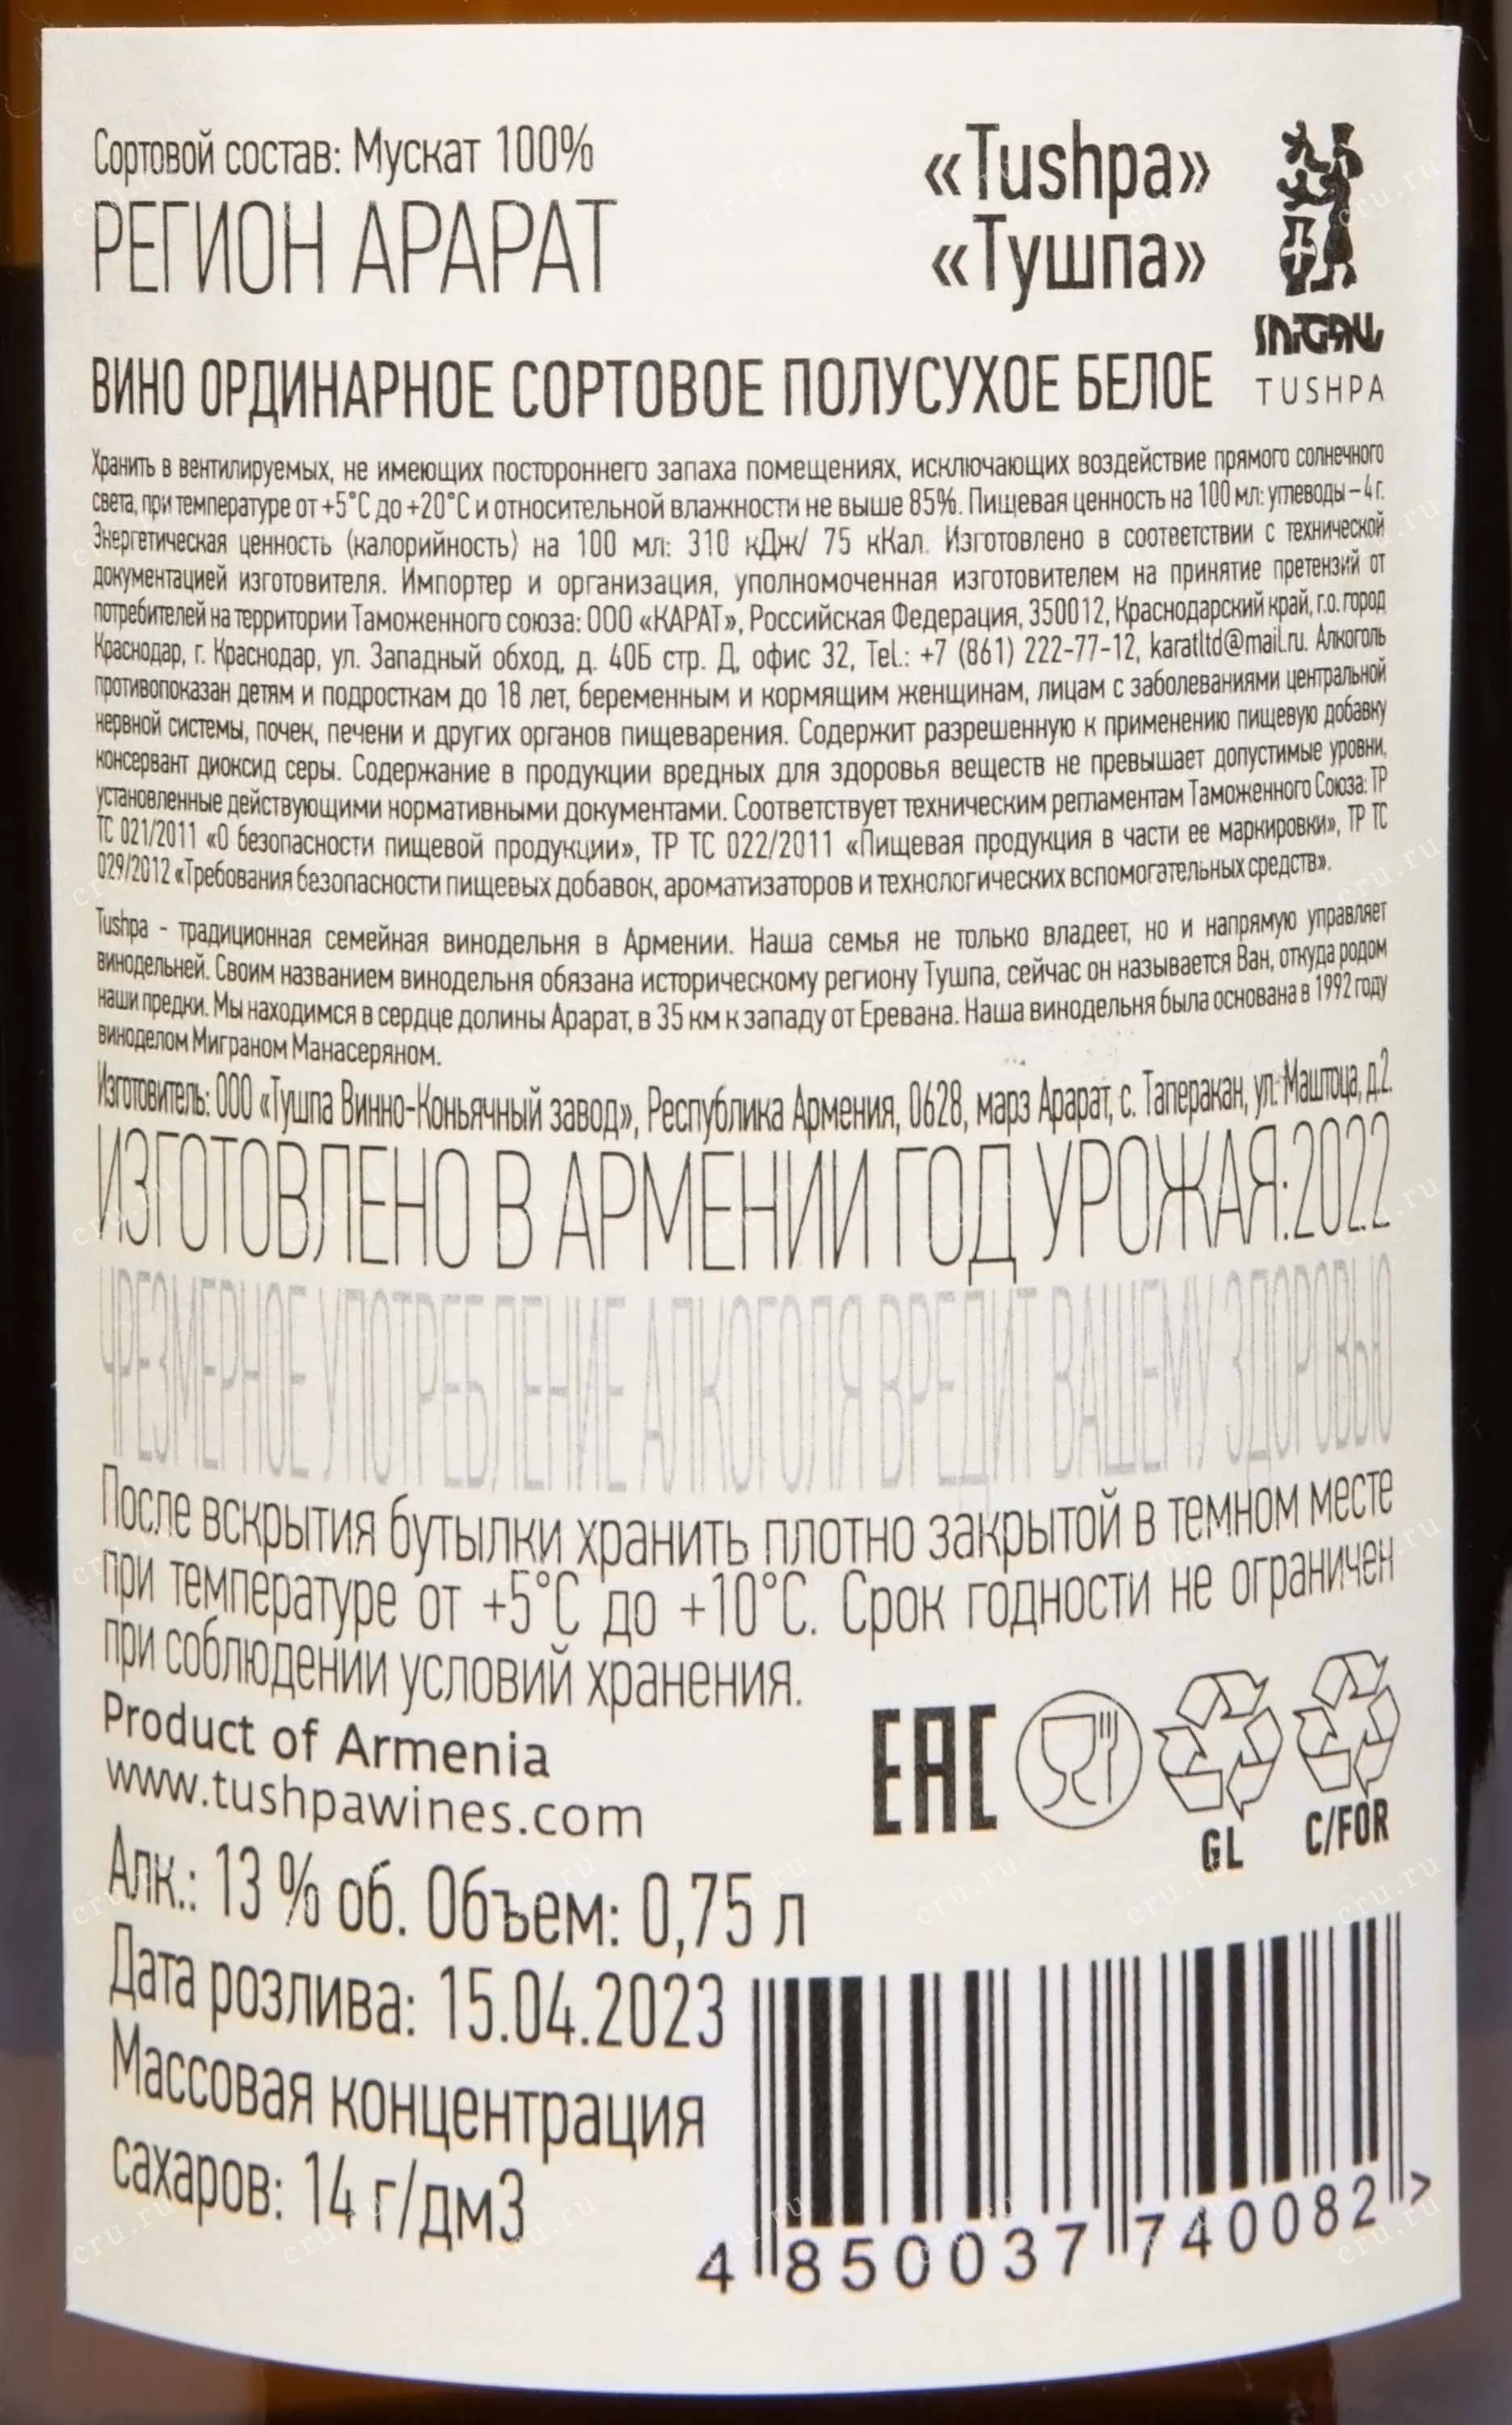 Сортовой состав: Мускат 100%
РЕГИОН АРАРАТ
«Tushpa»
«Тушпа»
TUSHPA
ВИНО ОРДИНАРНОЕ СОРТОВОЕ ПОЛУСУХОЕ БЕЛОЕ
Хранить в вентилируемых, не имеющих постороннего запаха помещениях, исключающих воздействие прямого солнечного
света, при температуре от +5°С до +20°С и относительной влажности не выше 85%. Пищевая ценность на 100 мл: углеводы – 4 г.
Энергетическая ценность (калорийность) на 100 мл: 310 кДж/ 75 кКал. Изготовлено в соответствии с технической
документацией изготовителя. Импортер и организация, уполномоченная изготовителем на принятие претензий от
потребителей на территории Таможенного союза: ООО «КАРАТ», Российская Федерация, 350012, Краснодарский край, г.о. город
Краснодар, г. Краснодар, ул. Западный обход, д. 40Б стр. Д, офис 32, Tel.: +7 (861) 222-77-12, karatltd@mail.ru. Алкоголь
противопоказан детям и подросткам до 18 лет, беременным и кормящим женщинам, лицам с заболеваниями центральной
нервной системы, почек, печени и других органов пищеварения. Содержит разрешенную к применению пищевую добавку
консервант диоксид серы. Содержание в продукции вредных для здоровья веществ не превышает допустимые уровни,
установленные действующими нормативными документами. Соответствует техническим регламентам Таможенного Союза: ТР
ТС 021/2011 «О безопасности пищевой продукции», ТР ТС 022/2011 «Пищевая продукция в части ее маркировки», ТР ТС
029/2012 «Требования безопасности пищевых добавок, ароматизаторов и технологических вспомогательных средств».
Tushpa - традиционная семейная винодельня в Армении. Наша семья не только владеет, но и напрямую управляет
винодельней. Своим названием винодельня обязана историческому региону Тушпа, сейчас он называется Ван, откуда родом
наши предки. Мы находимся в сердце долины Арарат, в 35 км к западу от Еревана. Наша винодельня была основана в 1992 году
виноделом Миграном Манасеряном.
Изготовитель: ООО «Тушпа Винно-Коньячный завод», Республика Армения, 0628, марз Арарат, с. Таперакан, ул. Маштоца, д.2.
ИЗГОТОВЛЕНО В АРМЕНИИ ГОД УРОЖАЯ:2022
ЧРЕЗМЕРНОЕ УПОТРЕБЛЕНИЕ АЛКОГОЛЯ ВРЕДИТ ВАШЕМУ ЗДОРОВЬЮ
После вскрытия бутылки хранить плотно закрытой в темном месте
при температуре от +5°С до +10°С. Срок годности не ограничен
при соблюдении условий хранения.
Product of Armenia
www.tushpawines.com
EAC
GL
C/FOR
Алк.: 13 % об. Объем: 0,75 л
Дата розлива: 15.04.2023
Массовая концентрация
сахаров: 14 г/дм3
4 850037 740082 >